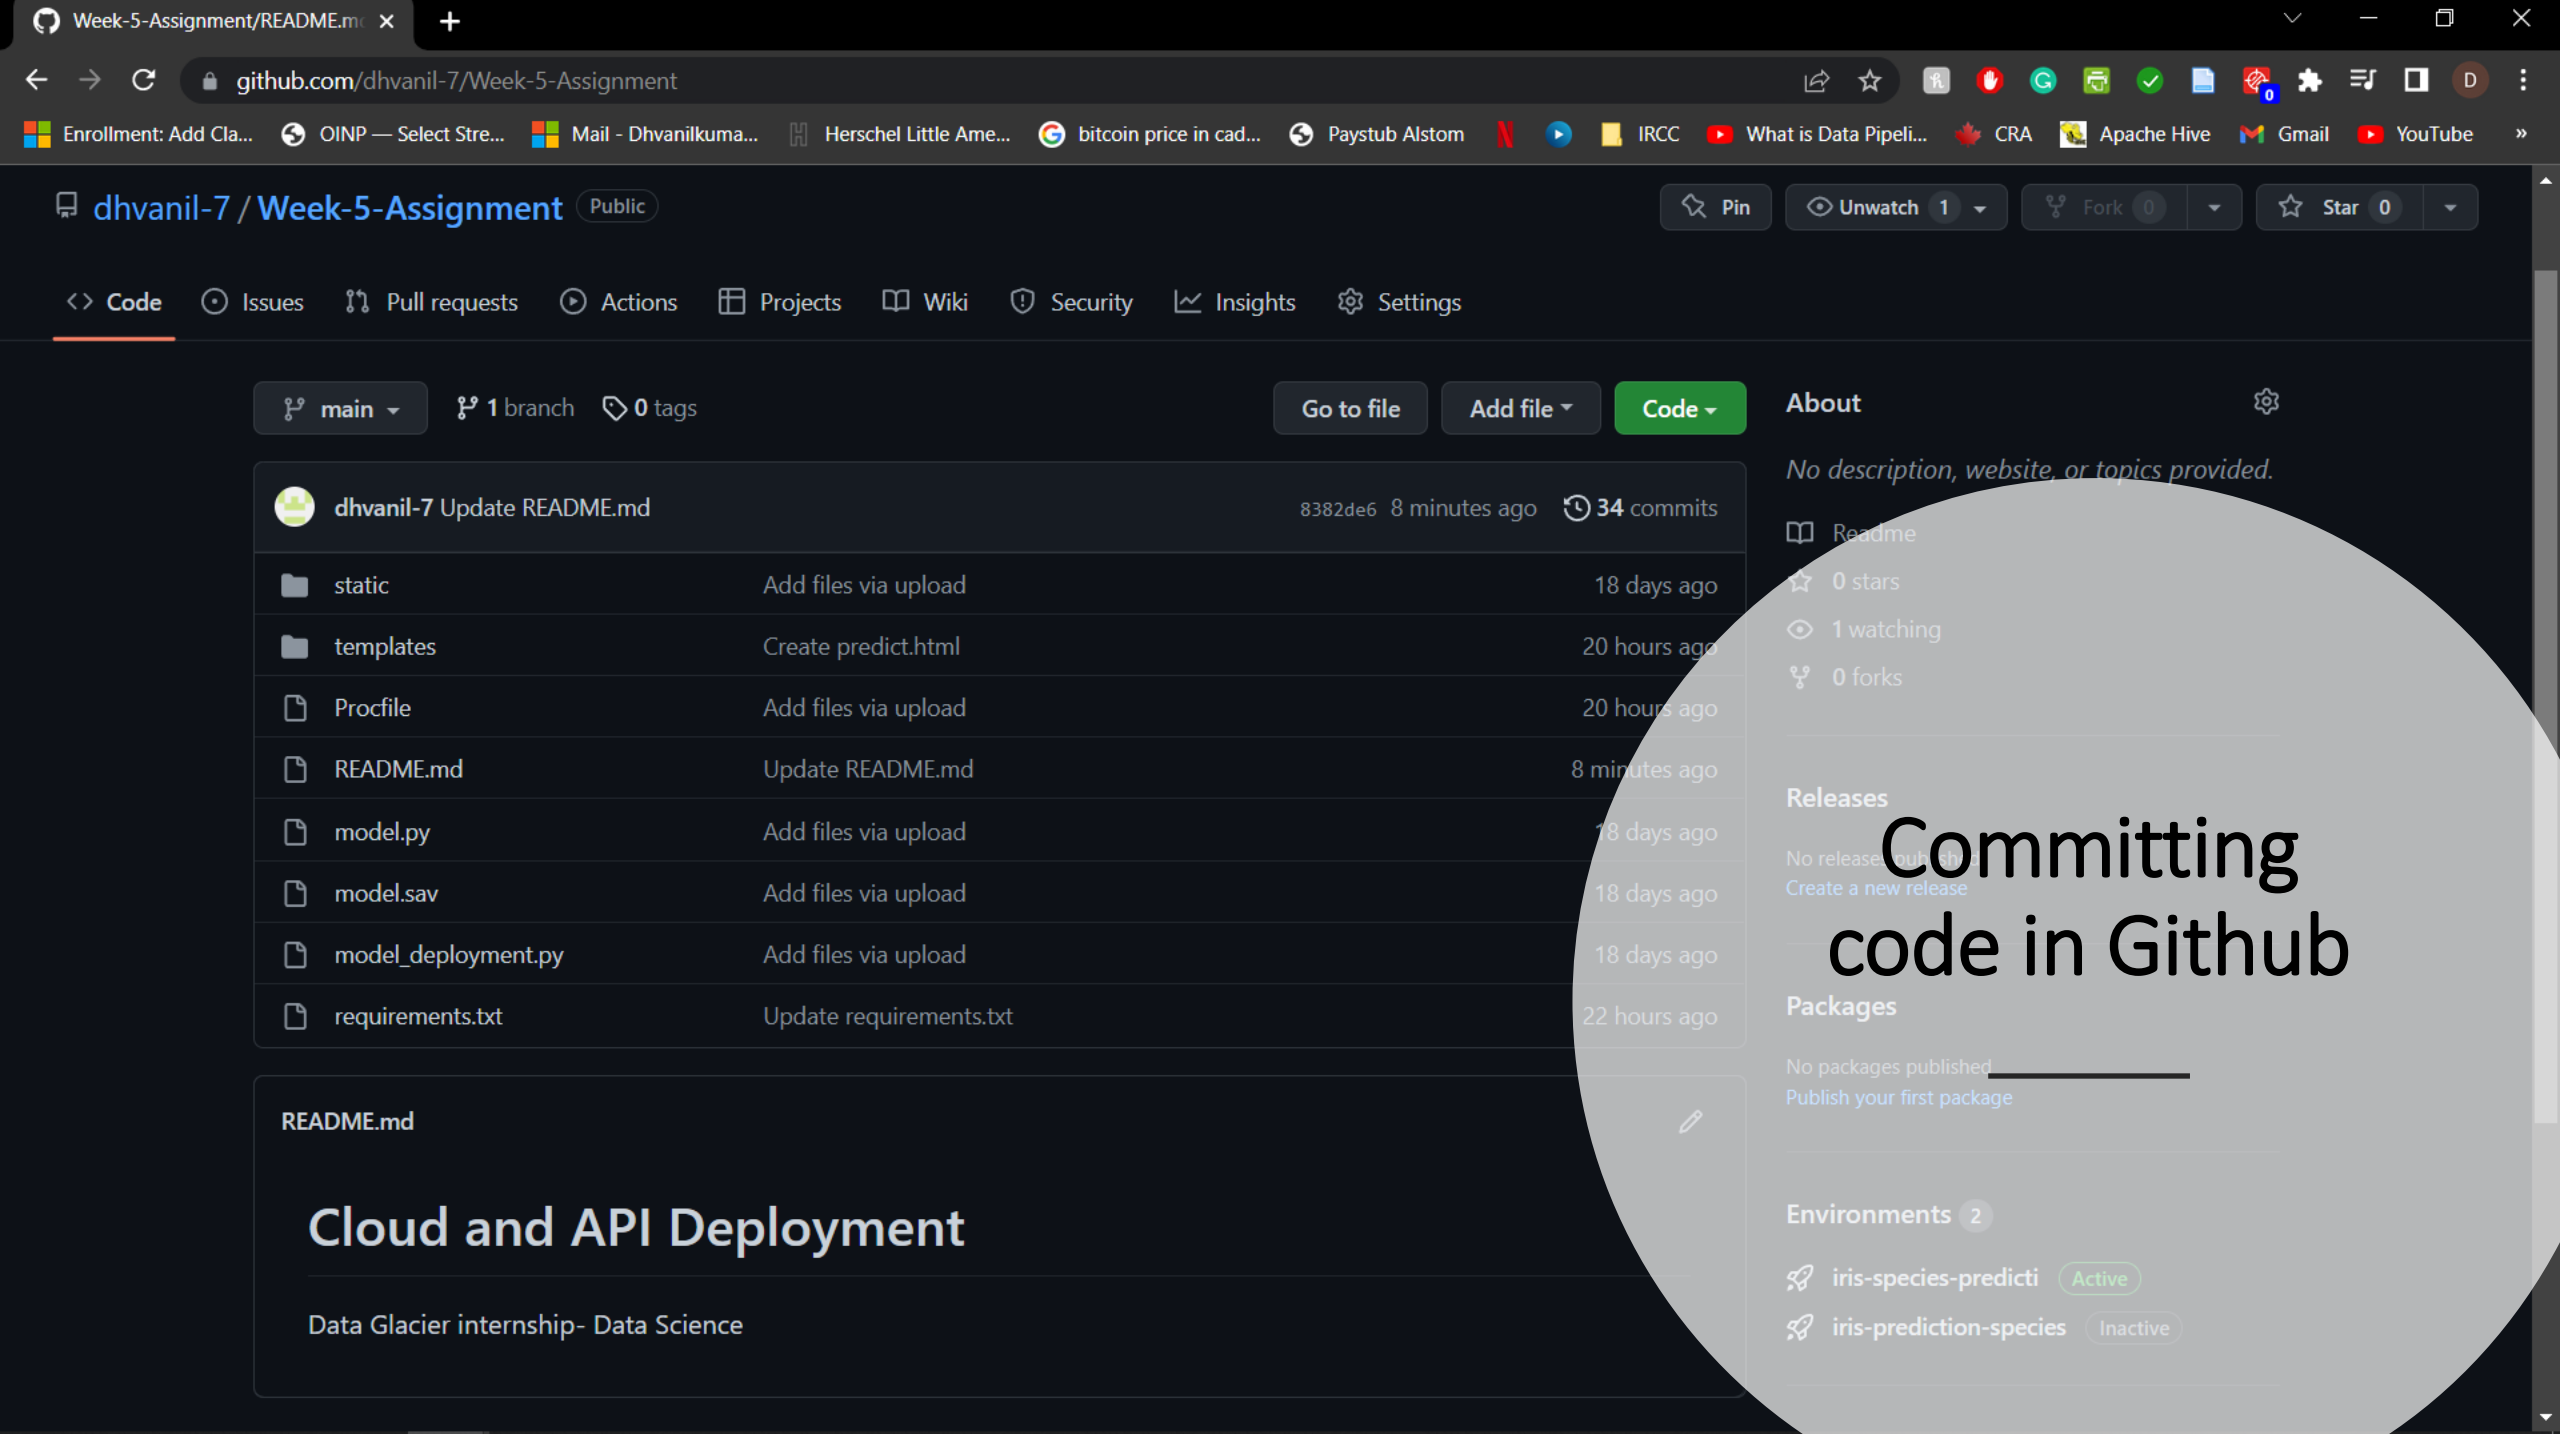 Week-5-Assignment/README.m
github.com/dhvanil-7/Week-5-Assignment
0
D
Enrollment: Add Cla... OINP — Select Stre... Mail - Dhvanilkuma... Herschel Little Ame... bitcoin price in cad... Paystub Alstom IRCC What is Data Pipeli... CRA Apache Hive Gmail YouTube »
dhvanil-7 / Week-5-Assignment Public
Pin Unwatch 1 Fork 0 Star 0
Code Issues Pull requests Actions Projects Wiki Security Insights Settings
main 1 branch 0 tags Go to file Add file Code
dhvanil-7 Update README.md 8382de6 8 minutes ago 34 commits
static Add files via upload 18 days ago
templates Create predict.html 20 hours ago
Procfile Add files via upload 20 hours ago
README.md Update README.md 8 minutes ago
model.py Add files via upload 18 days ago
model.sav Add files via upload 18 days ago
model_deployment.py Add files via upload 18 days ago
requirements.txt Update requirements.txt 22 hours ago
README.md
Cloud and API Deployment
Data Glacier internship- Data Science
About
No description, website, or topics provided.
Readme
0 stars
1 watching
0 forks
Releases
No releases published
Create a new release
Packages
No packages published
Publish your first package
Environments 2
iris-species-predicti Active
iris-prediction-species Inactive
Committing
code in Github